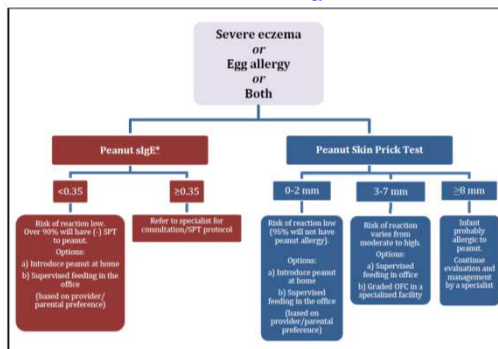 Severe eczema
or
Egg allergy
or
Both
Peanut sIgE*
Peanut Skin Prick Test
<0.35
≥0.35
0-2 mm
3-7 mm
≥8 mm
Risk of reaction low.
Over 90% will have (-) SPT
to peanut.
Options:
a) Introduce peanut at home
b) Supervised feeding in the
office
(based on provider/
parental preference)
Refer to specialist for
consultation/SPT protocol
Risk of reaction low
(95% will not have
peanut allergy).
Options:
a) Introduce peanut
at home
b) Supervised
feeding in the office
(based on
provider/parental
preference)
Risk of reaction
varies from
moderate to high.
Options:
a) Supervised
feeding in office
b) Graded OFC in a
specialized facility
Infant
probably
allergic to
peanut.
Continue
evaluation and
management
by a specialist